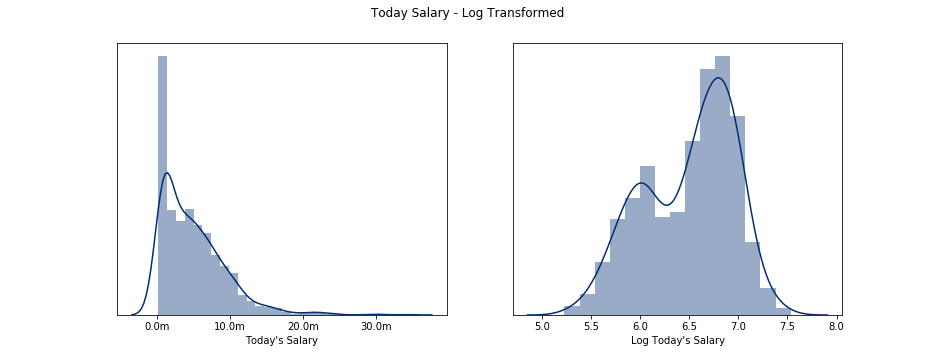 Today Salary - Log Transformed
0.0m 10.0m 20.0m 30.0m
Today's Salary
5.0 5.5 6.0 6.5 7.0 7.5 8.0
Log Today's Salary